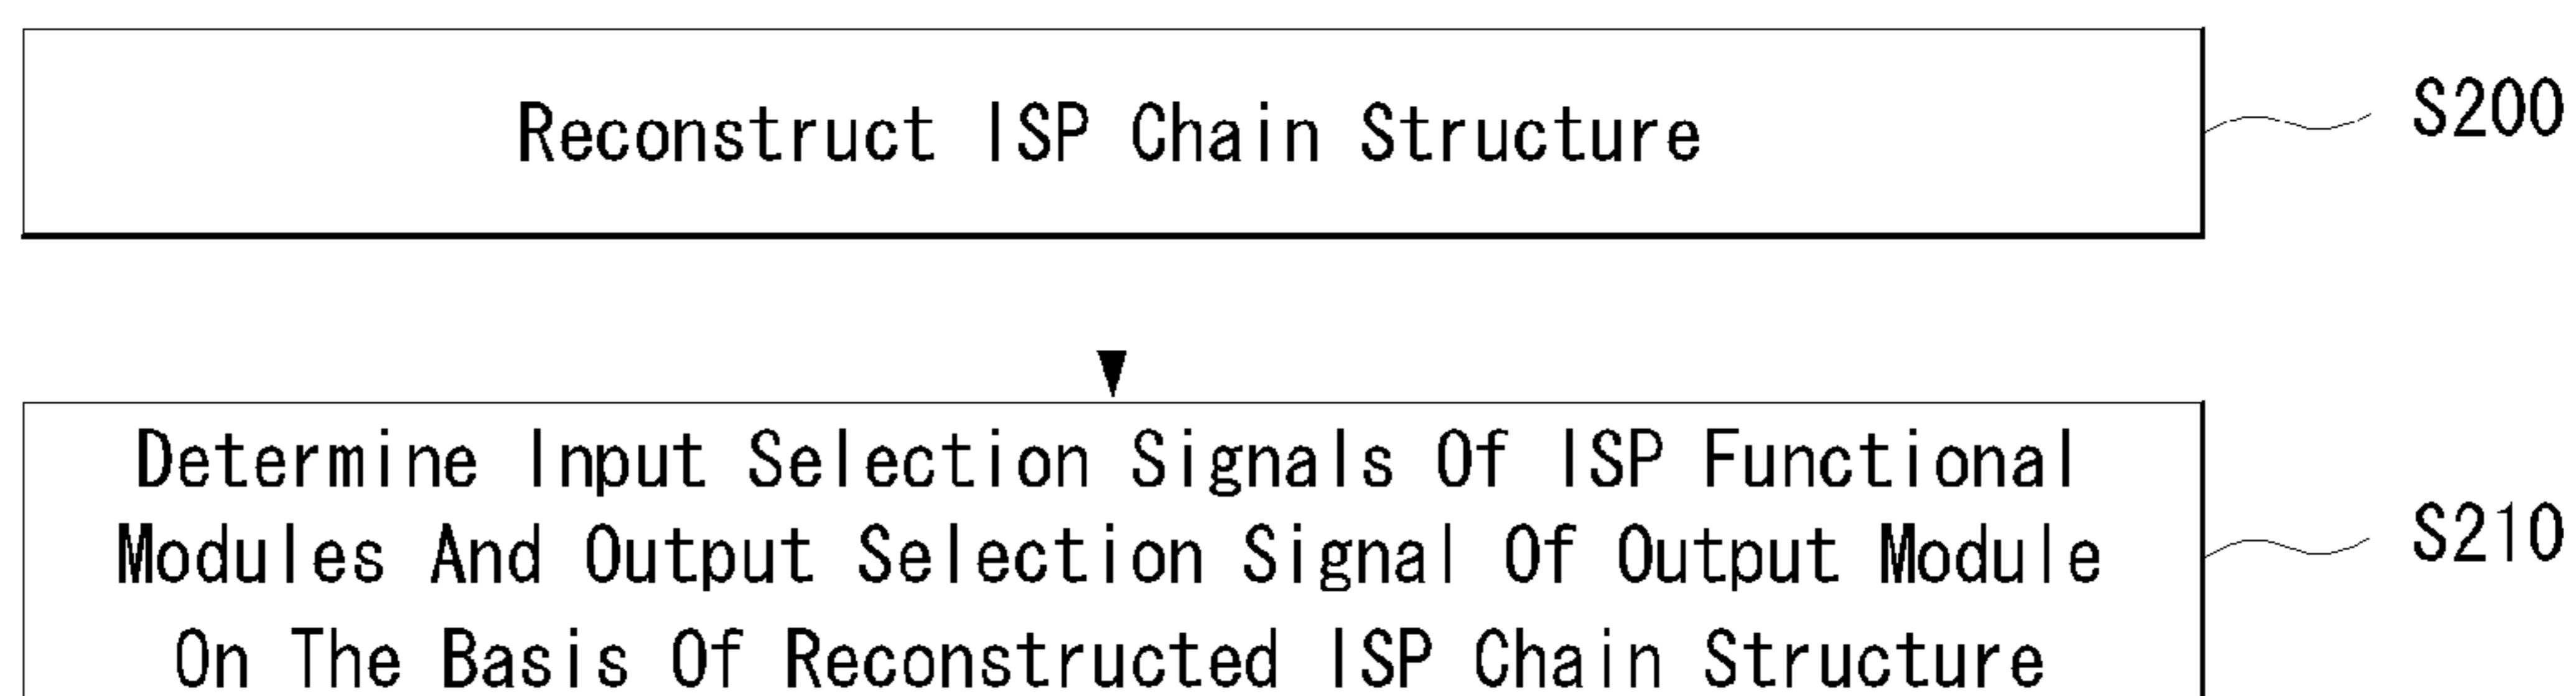 Reconstruct ISP Chain Structure
S200
Determine Input Selection Signals Of ISP Functional
Modules And Output Selection Signal Of Output Module
On The Basis Of Reconstructed ISP Chain Structure
S210